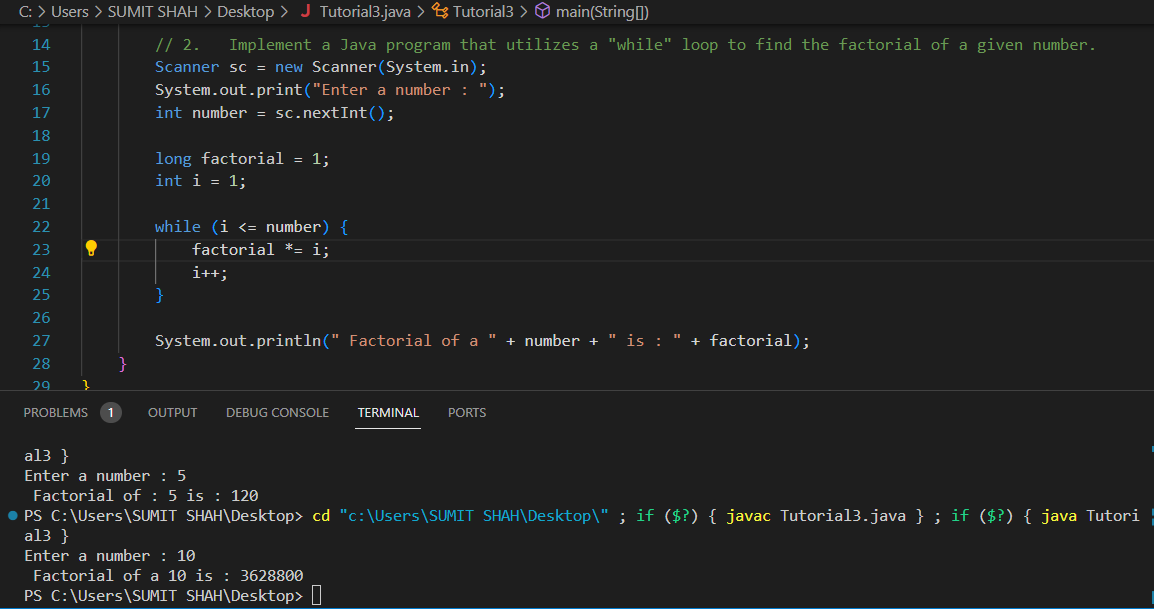 C: > Users > SUMIT SHAH > Desktop > J Tutorial3.java > Tutorial3 > main(String[])
13
14 // 2.   Implement a Java program that utilizes a "while" loop to find the factorial of a given number.
15 Scanner sc = new Scanner(System.in);
16 System.out.print("Enter a number : ");
17 int number = sc.nextInt();
18
19 long factorial = 1;
20 int i = 1;
21
22 while (i <= number) {
23     factorial *= i;
24     i++;
25 }
26
27 System.out.println(" Factorial of a " + number + " is : " + factorial);
28 }
29 }
PROBLEMS 1 OUTPUT DEBUG CONSOLE TERMINAL PORTS
al3 }
Enter a number : 5
 Factorial of : 5 is : 120
PS C:\Users\SUMIT SHAH\Desktop> cd "c:\Users\SUMIT SHAH\Desktop\" ; if ($?) { javac Tutorial3.java } ; if ($?) { java Tutori
al3 }
Enter a number : 10
 Factorial of a 10 is : 3628800
PS C:\Users\SUMIT SHAH\Desktop>